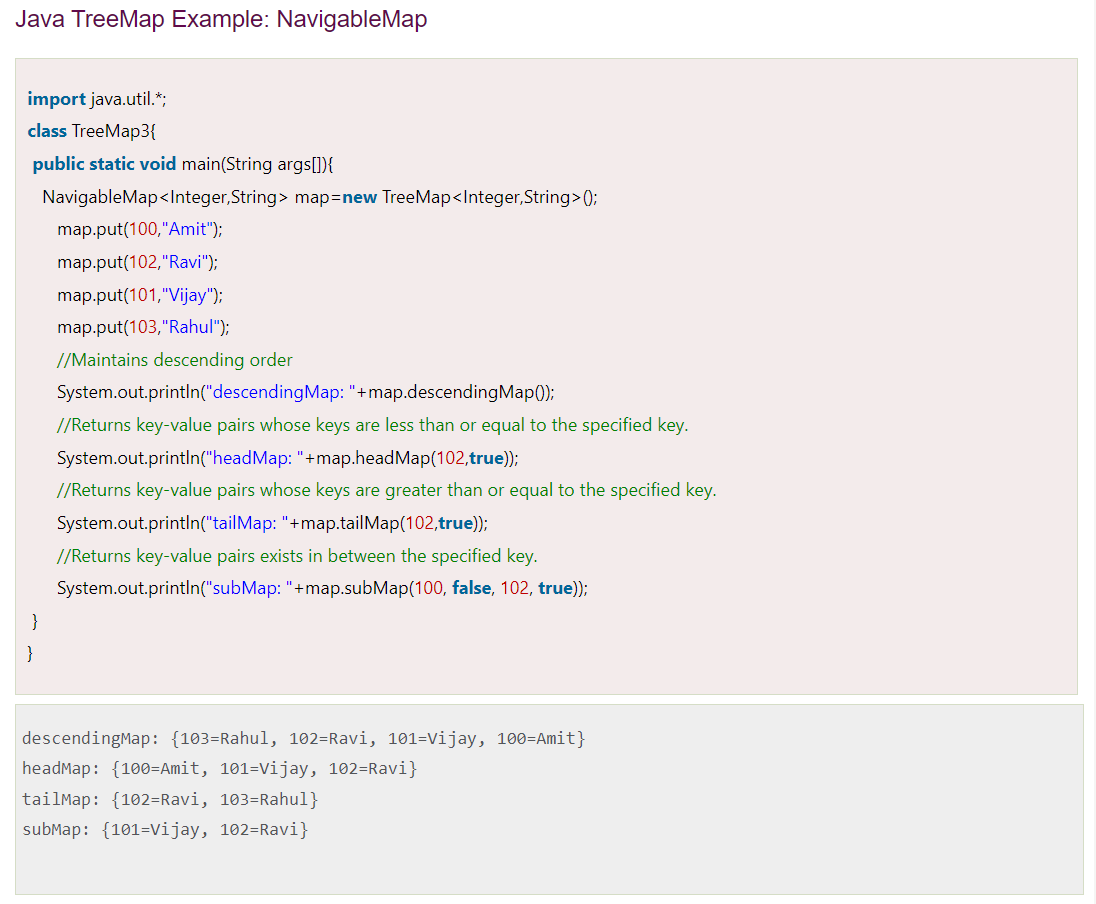 Java TreeMap Example: NavigableMap
import java.util.*;
class TreeMap3{
public static void main(String args[]){
NavigableMap<Integer,String> map=new TreeMap<Integer,String>();
map.put(100,"Amit");
map.put(102,"Ravi");
map.put(101,"Vijay");
map.put(103,"Rahul");
//Maintains descending order
System.out.println("descendingMap: "+map.descendingMap());
//Returns key-value pairs whose keys are less than or equal to the specified key.
System.out.println("headMap: "+map.headMap(102,true));
//Returns key-value pairs whose keys are greater than or equal to the specified key.
System.out.println("tailMap: "+map.tailMap(102,true));
//Returns key-value pairs exists in between the specified key.
System.out.println("subMap: "+map.subMap(100, false, 102, true));
}
}
descendingMap: {103=Rahul, 102=Ravi, 101=Vijay, 100=Amit}
headMap: {100=Amit, 101=Vijay, 102=Ravi}
tailMap: {102=Ravi, 103=Rahul}
subMap: {101=Vijay, 102=Ravi}